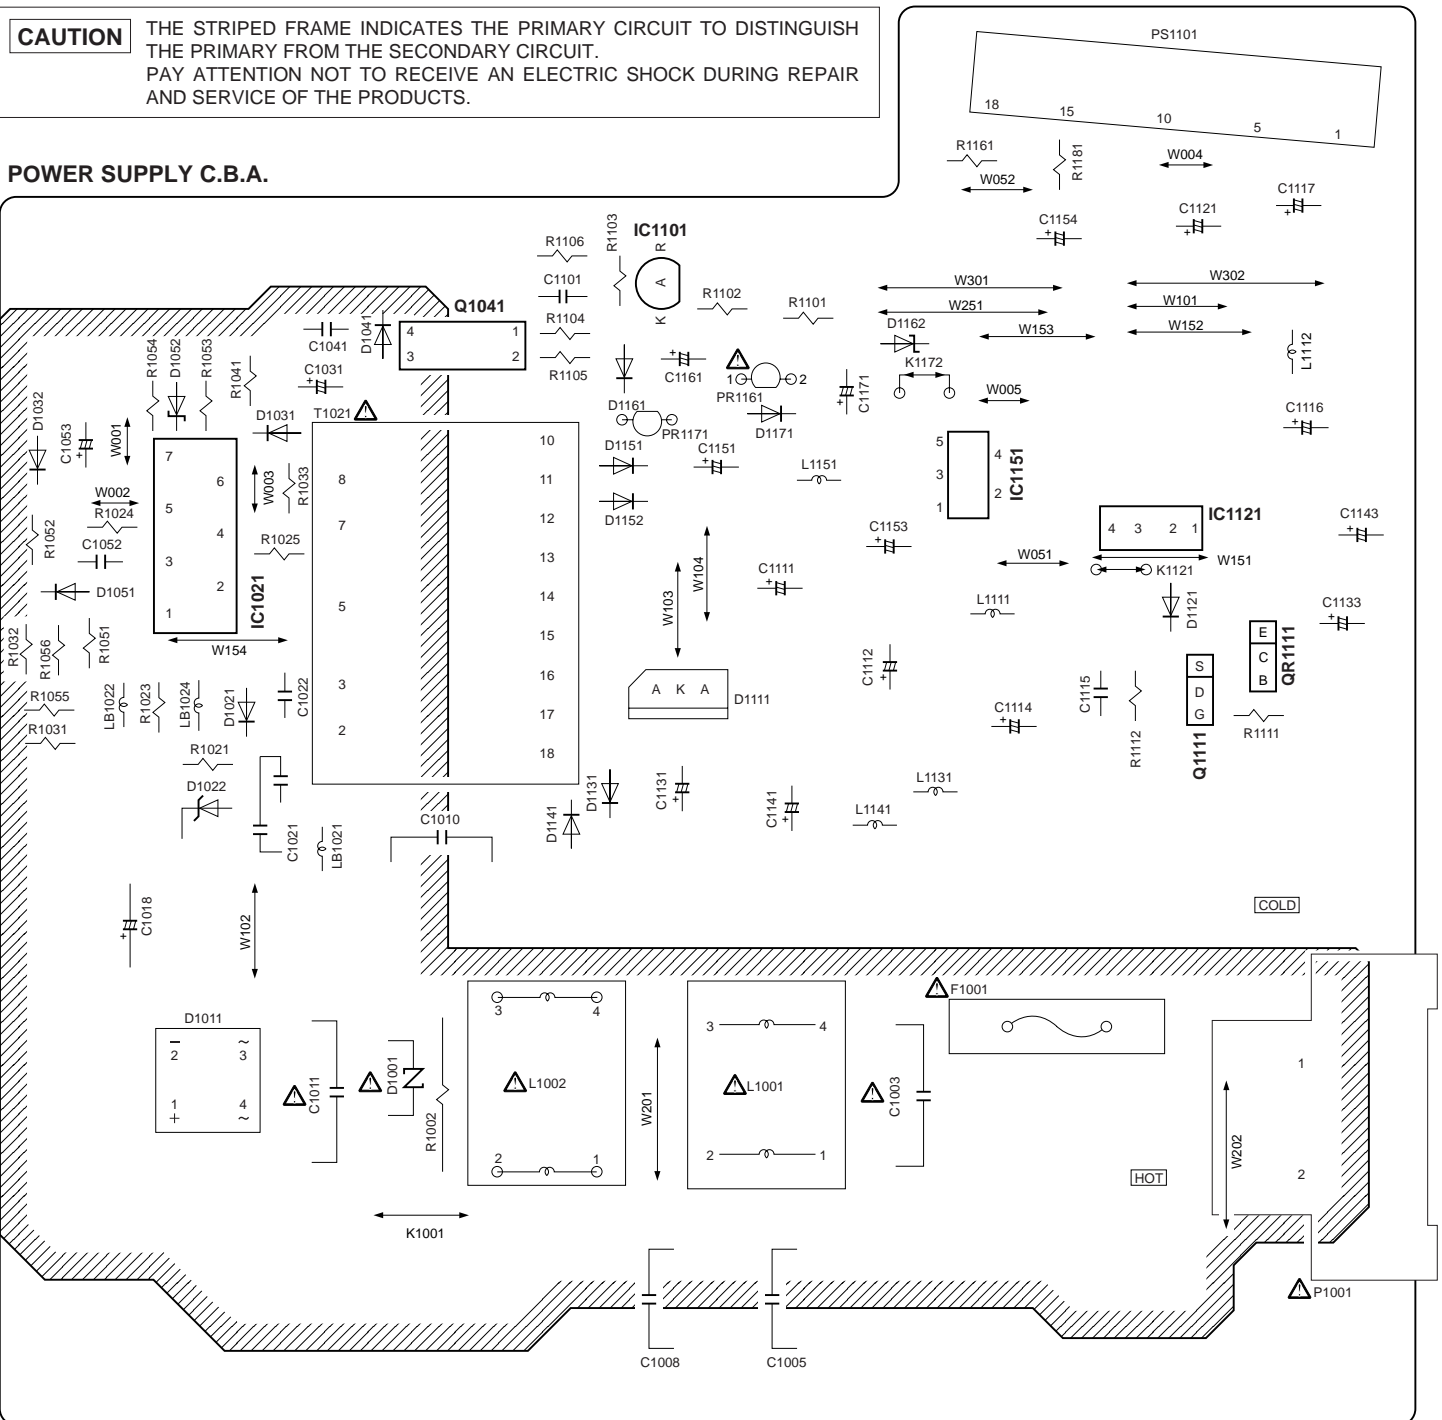 CAUTION
THE STRIPED FRAME INDICATES THE PRIMARY CIRCUIT TO DISTINGUISH
THE PRIMARY FROM THE SECONDARY CIRCUIT.
PAY ATTENTION NOT TO RECEIVE AN ELECTRIC SHOCK DURING REPAIR
AND SERVICE OF THE PRODUCTS.
PS1101
18 15 10 5 1
POWER SUPPLY C.B.A.
R1161
R1181
W004
W052
C1117
C1121
C1154
R1106
R1103
IC1101
R
A
K
C1101
R1102
R1101
W301
W302
W251
W101
D1162
W153
W152
Q1041
4 1
3 2
R1104
R1105
C1041
D1041
C1031
R1054
D1052
R1053
R1041
C1161
1 2
PR1161
C1171
K1172
L1112
W005
D1032
C1053
W001
D1031
T1021
D1161
PR1171
D1171
C1116
D1151
C1151
L1151
5
4
3
2
1
IC1151
7
6
5
4
3
2
1
IC1021
W003
R1033
W002
R1024
R1052
C1052
R1025
D1051
8
7
5
3
2
10
11
12
13
14
15
16
17
18
D1152
C1153
4 3 2 1
IC1121
C1143
W104
W103
W051
W151
K1121
C1111
L1111
D1121
C1133
R1032
R1056
R1051
W154
C1112
E
C
B
QR1111
S
D
G
Q1111
R1055
LB1022
R1023
LB1024
D1021
C1022
A K A
D1111
C1115
R1112
R1111
C1114
R1031
R1021
D1022
D1131
C1131
L1131
D1141
C1141
L1141
C1021
LB1021
C1010
C1018
W102
COLD
F1001
D1011
– ~
2 3
1 4
+ ~
C1011
D1001
R1002
3 4
L1002
2 1
W201
3 4
L1001
2 1
C1003
1
W202
2
HOT
K1001
P1001
C1008
C1005